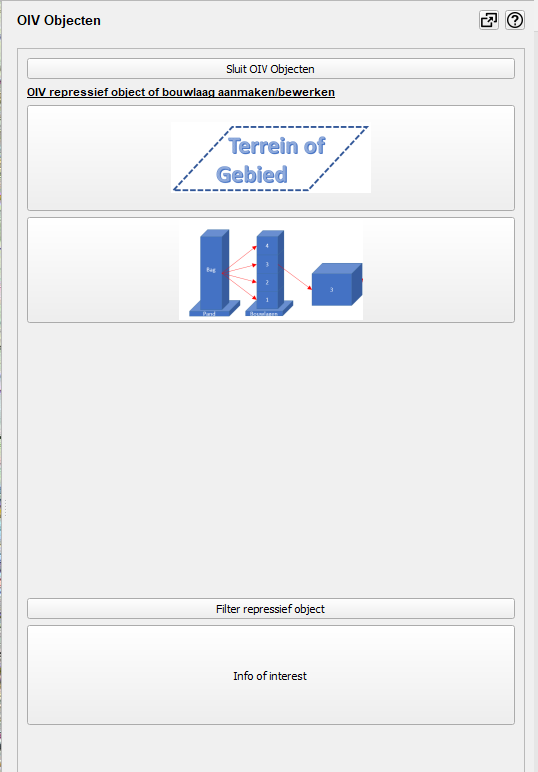 OIV Objecten
Sluit OIV Objecten
OIV repressief object of bouwlaag aanmaken/bewerken
Terrein of
Gebied
Bag
4
3
2
1
3
Pand
Bouwlagen
Filter repressief object
Info of interest